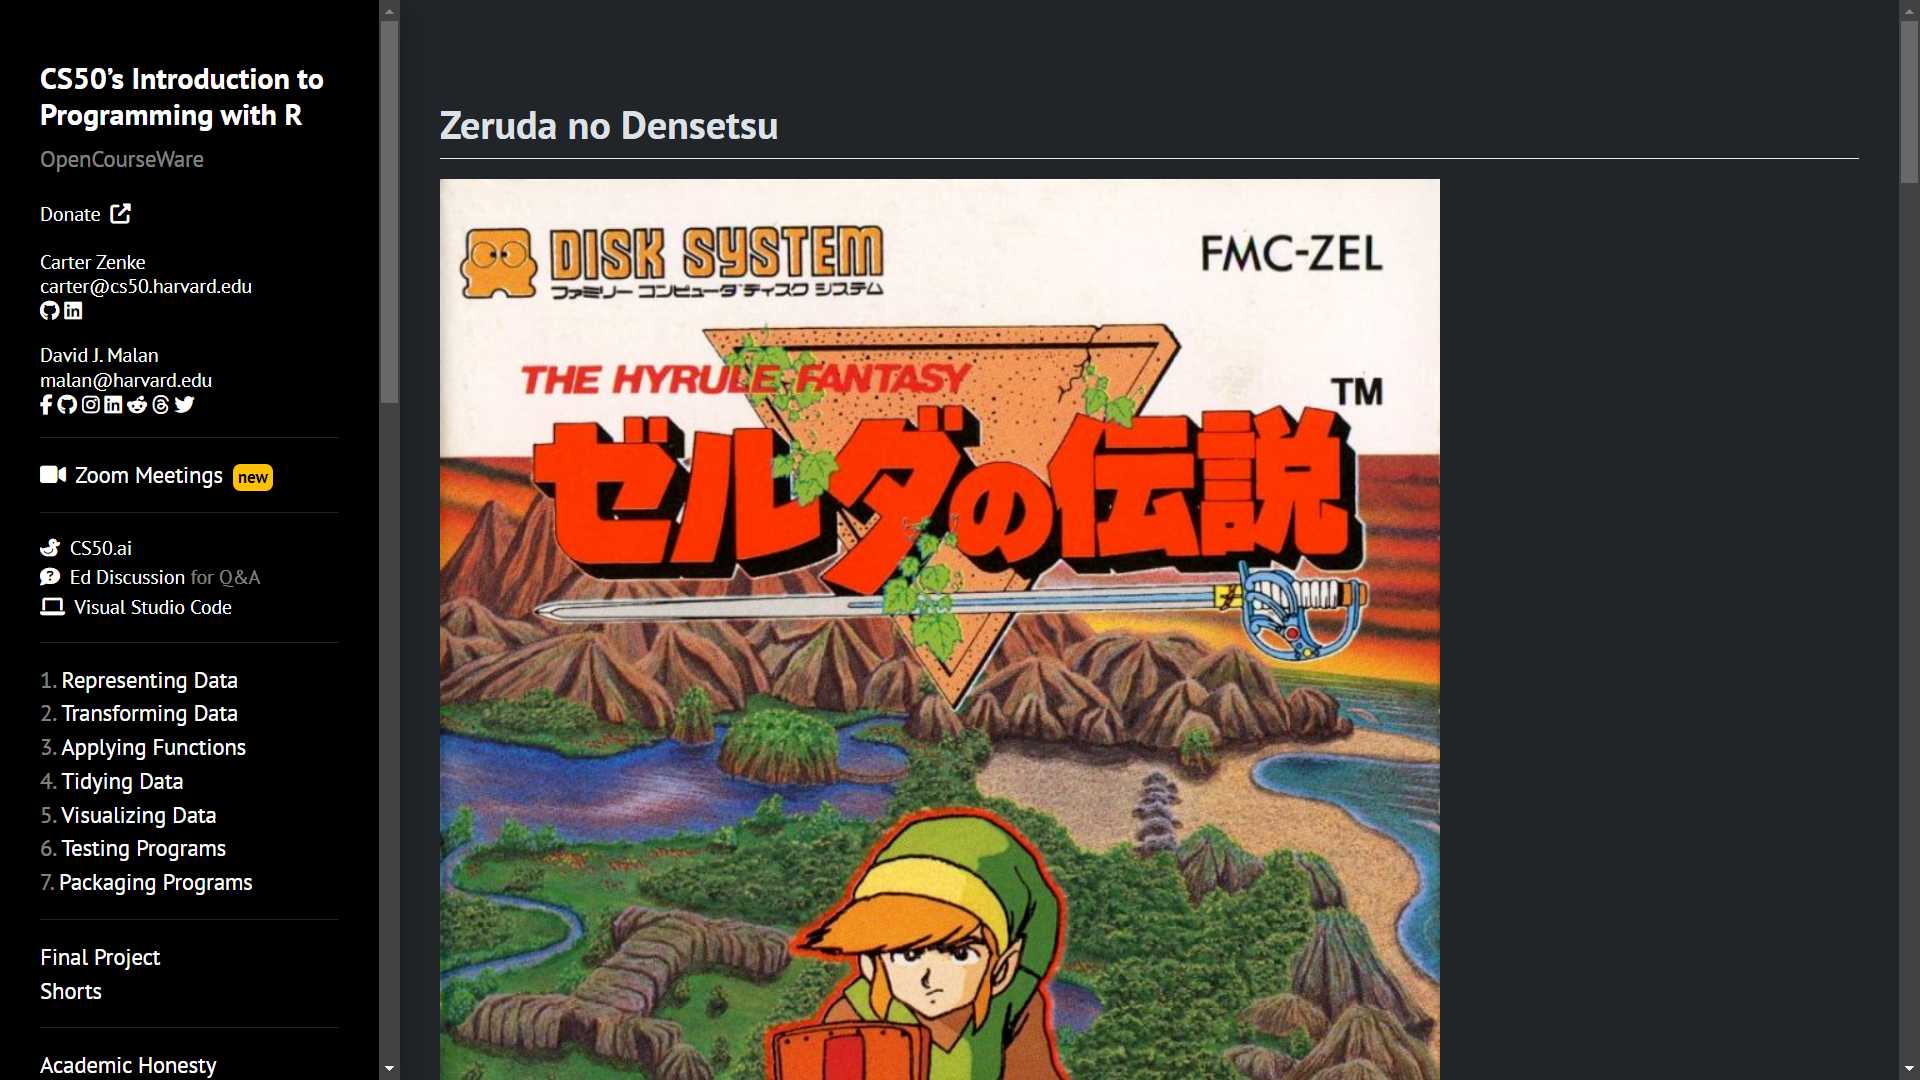 CS50’s Introduction to
Programming with R
OpenCourseWare
Donate
Carter Zenke
carter@cs50.harvard.edu
David J. Malan
malan@harvard.edu
Zoom Meetings new
CS50.ai
Ed Discussion for Q&A
Visual Studio Code
1. Representing Data
2. Transforming Data
3. Applying Functions
4. Tidying Data
5. Visualizing Data
6. Testing Programs
7. Packaging Programs
Final Project
Shorts
Academic Honesty
Zeruda no Densetsu
DISK SYSTEM
ファミリー コンピュータ ディスク システム
FMC-ZEL
THE HYRULE FANTASY
TM
ゼルダの伝説